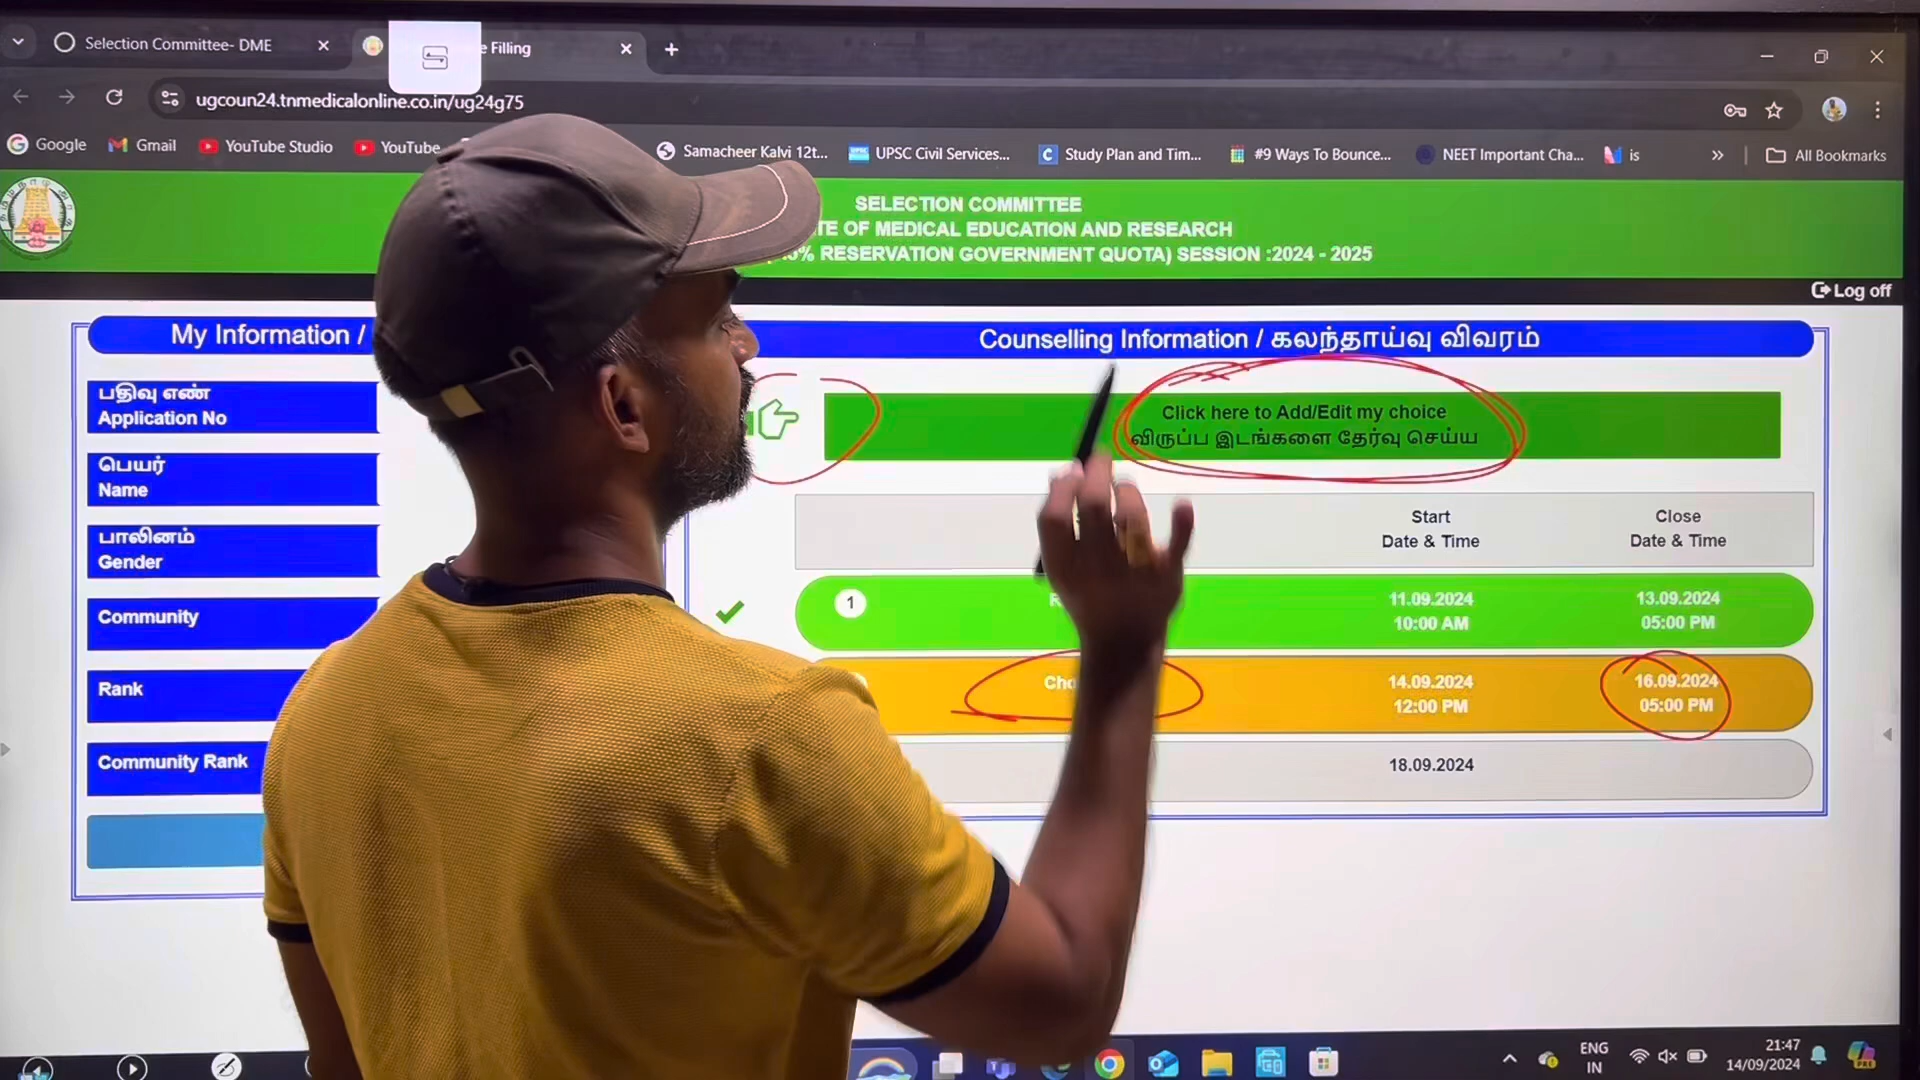 Selection Committee- DME
e Filling
ugcoun24.tnmedicalonline.co.in/ug24g75
Google
Gmail
YouTube Studio
YouTube
Samacheer Kalvi 12t...
UPSC Civil Services...
Study Plan and Tim...
#9 Ways To Bounce...
NEET Important Cha...
is
All Bookmarks
SELECTION COMMITTEE
TE OF MEDICAL EDUCATION AND RESEARCH
% RESERVATION GOVERNMENT QUOTA) SESSION :2024 - 2025
Log off
My Information /
Counselling Information / கலந்தாய்வு விவரம்
பதிவு எண்
Application No
பெயர்
Name
பாலினம்
Gender
Community
Rank
Community Rank
Click here to Add/Edit my choice
விருப்ப இடங்களை தேர்வு செய்ய
Start
Date & Time
Close
Date & Time
1
11.09.2024
10:00 AM
13.09.2024
05:00 PM
Cho
14.09.2024
12:00 PM
16.09.2024
05:00 PM
18.09.2024
ENG
IN
21:47
14/09/2024